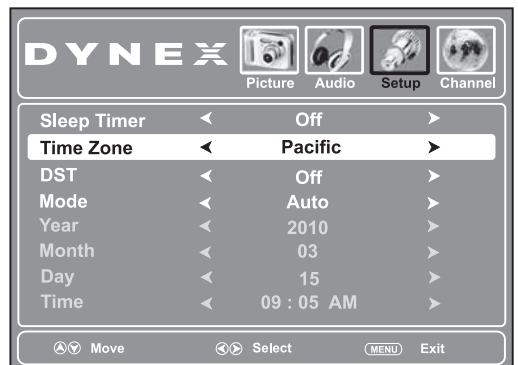 DYNEX
Picture Audio Setup Channel
Sleep Timer Off
Time Zone Pacific
DST Off
Mode Auto
Year 2010
Month 03
Day 15
Time 09 : 05 AM
Move Select MENU Exit